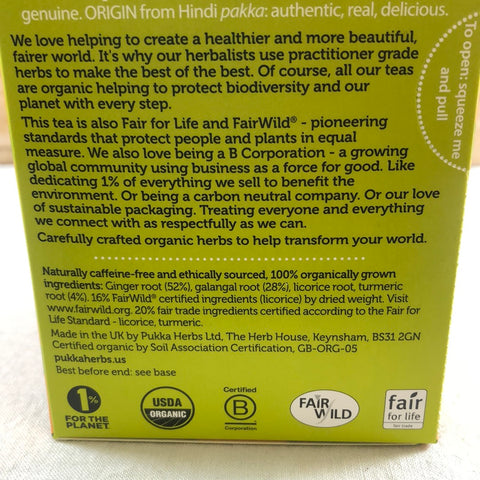 genuine. ORIGIN from Hindi pakka: authentic, real, delicious.
We love helping to create a healthier and more beautiful,
fairer world. It's why our herbalists use practitioner grade
herbs to make the best of the best. Of course, all our teas
are organic helping to protect biodiversity and our
planet with every step.
To open: squeeze me
and pull
This tea is also Fair for Life and FairWild® - pioneering
standards that protect people and plants in equal
measure. We also love being a B Corporation - a growing
global community using business as a force for good. Like
dedicating 1% of everything we sell to benefit the
environment. Or being a carbon neutral company. Or our love
of sustainable packaging. Treating everyone and everything
we connect with as respectfully as we can.
Carefully crafted organic herbs to help transform your world.
Naturally caffeine-free and ethically sourced, 100% organically grown
ingredients: Ginger root (52%), galangal root (28%), licorice root, turmeric
root (4%). 16% FairWild® certified ingredients (licorice) by dried weight. Visit
www.fairwild.org. 20% fair trade ingredients certified according to the Fair for
Life Standard - licorice, turmeric.
Made in the UK by Pukka Herbs Ltd, The Herb House, Keynsham, BS31 2GN
Certified organic by Soil Association Certification, GB-ORG-05
pukkaherbs.us
Best before end: see base
1%
FOR THE
PLANET
USDA
ORGANIC
Certified
B
Corporation
FAIR
WILD
fair
for life
fair trade